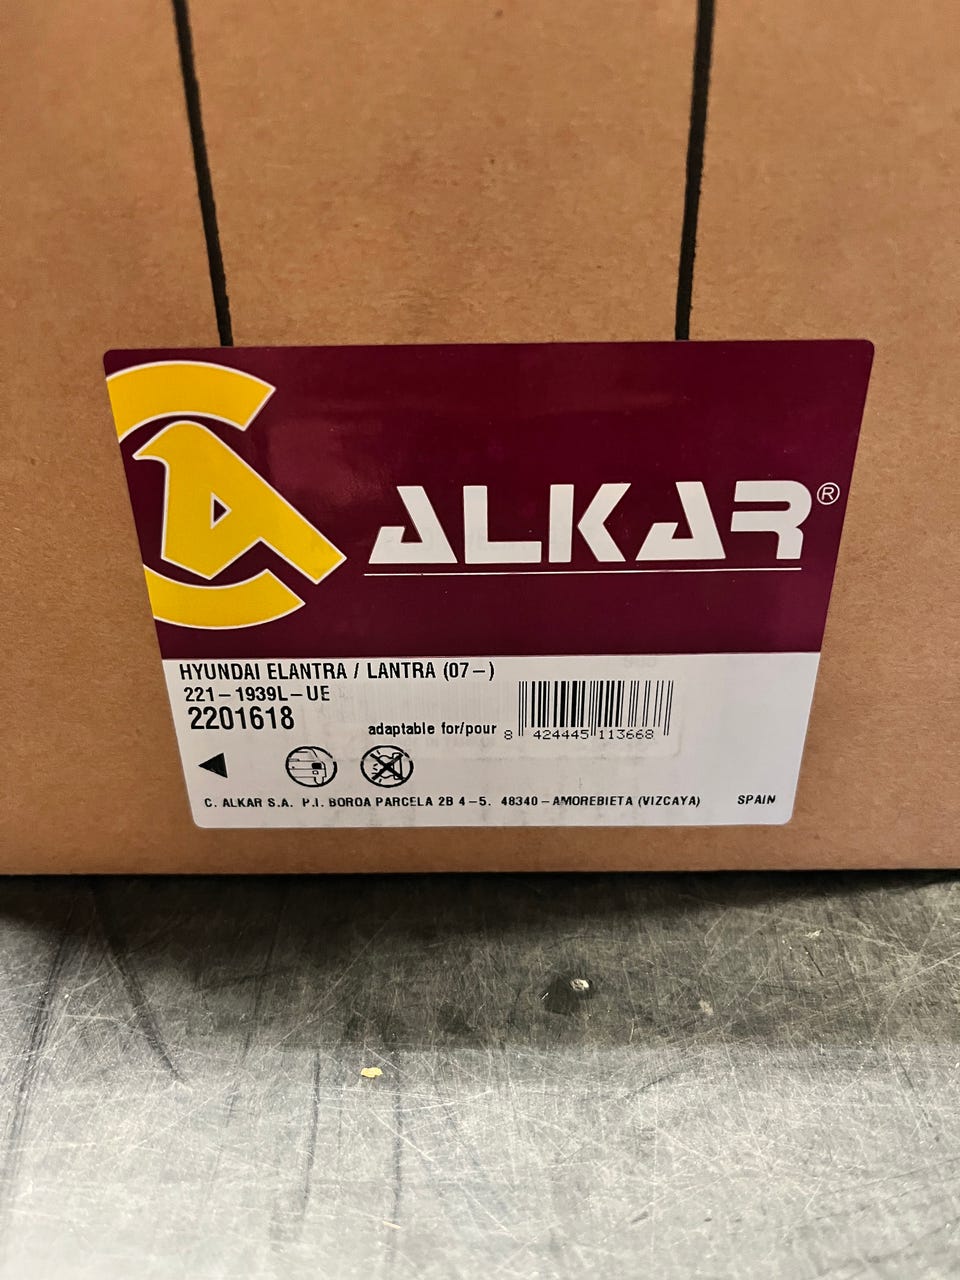 ALKAR®
HYUNDAI ELANTRA / LANTRA (07-)
221-1939L-UE
2201618
adaptable for/pour
8 424445 113668
C. ALKAR S.A. P.I. BOROA PARCELA 2B 4-5. 48340-AMOREBIETA (VIZCAYA) SPAIN